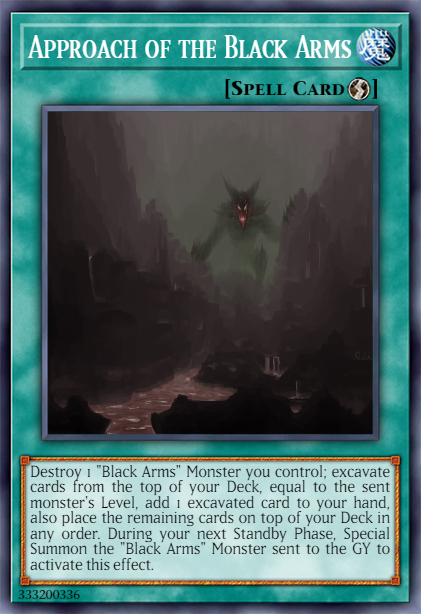 Approach of the Black Arms 魔
[Spell Card]
Destroy 1 "Black Arms" Monster you control; excavate
cards from the top of your Deck, equal to the sent
monster's Level, add 1 excavated card to your hand,
also place the remaining cards on top of your Deck in
any order. During your next Standby Phase, Special
Summon the "Black Arms" Monster sent to the GY to
activate this effect.
333200336